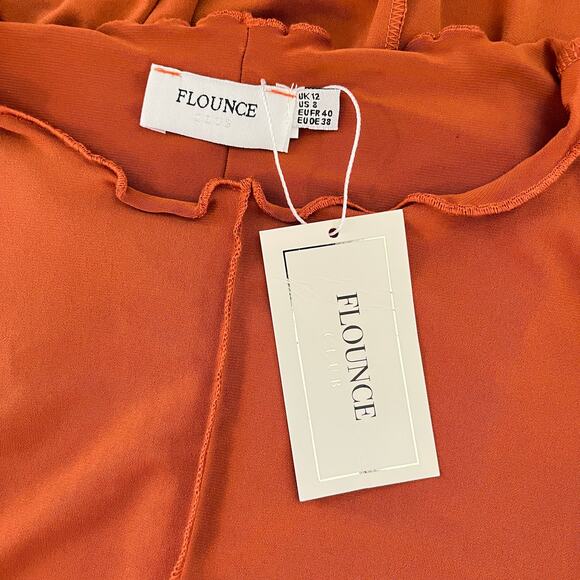 FLOUNCE
CLUB
UK 12
US 8
EUFR 40
EUDE 38
FLOUNCE
CLUB